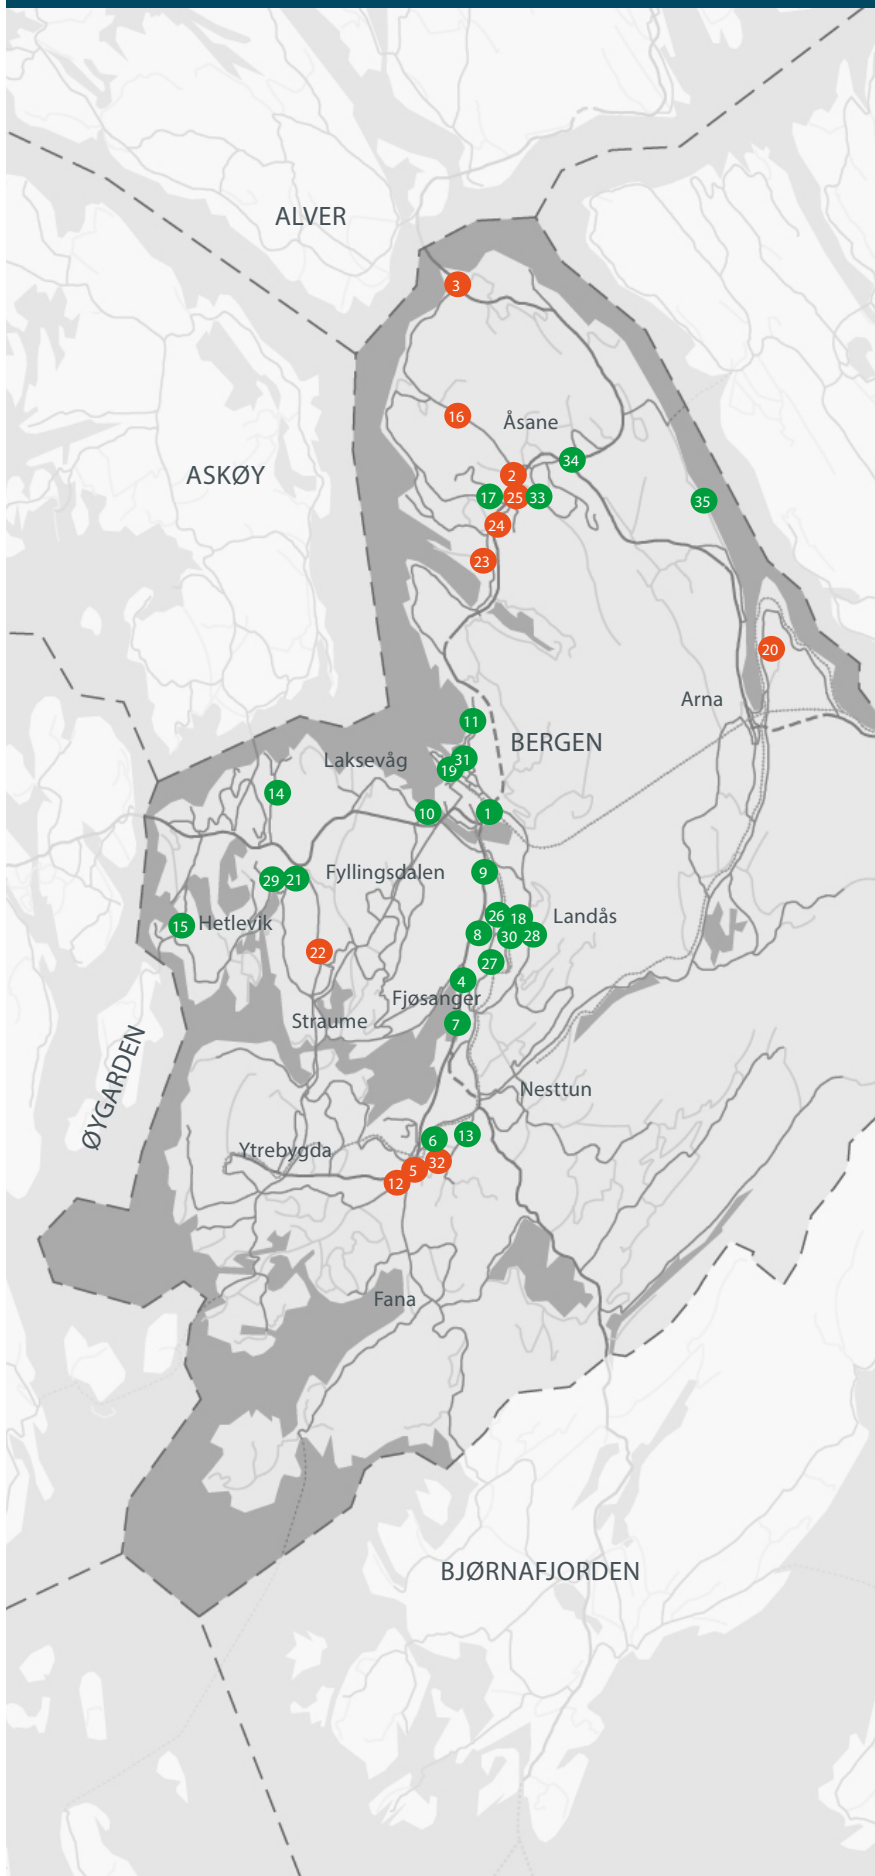 ALVER
3
16
Åsane
34
ASKØY
2
17
25
33
35
24
23
20
Arna
11
BERGEN
31
Laksevåg
19
14
10
1
9
Fyllingsdalen
29
21
26
18
Landås
15
Hetlevik
8
30
28
22
27
4
Fjøsanger
Straume
7
ØYGARDEN
Nesttun
6
13
Ytrebygda
32
5
12
Fana
BJØRNAFJORDEN